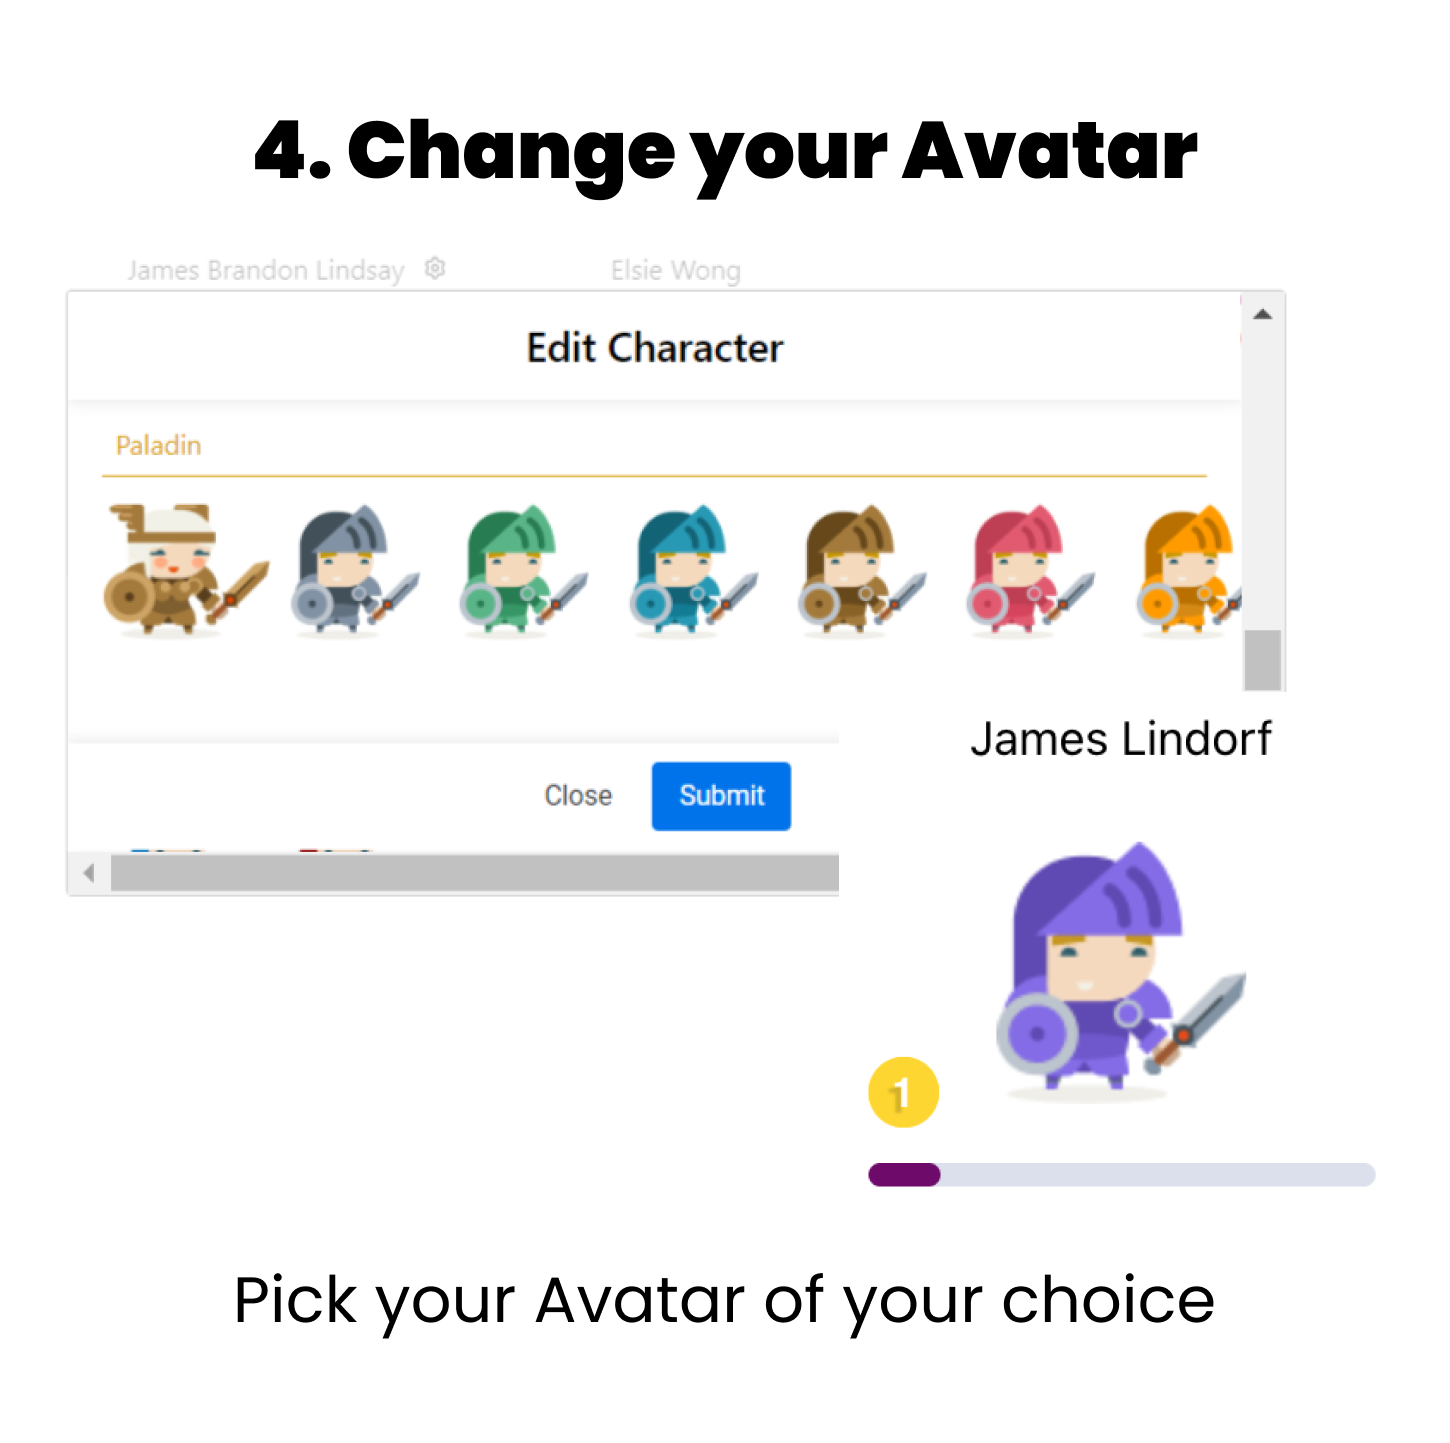 4. Change your Avatar
James Brandon Lindsay
Elsie Wong
Edit Character
Paladin
James Lindorf
Close
Submit
1
Pick your Avatar of your choice